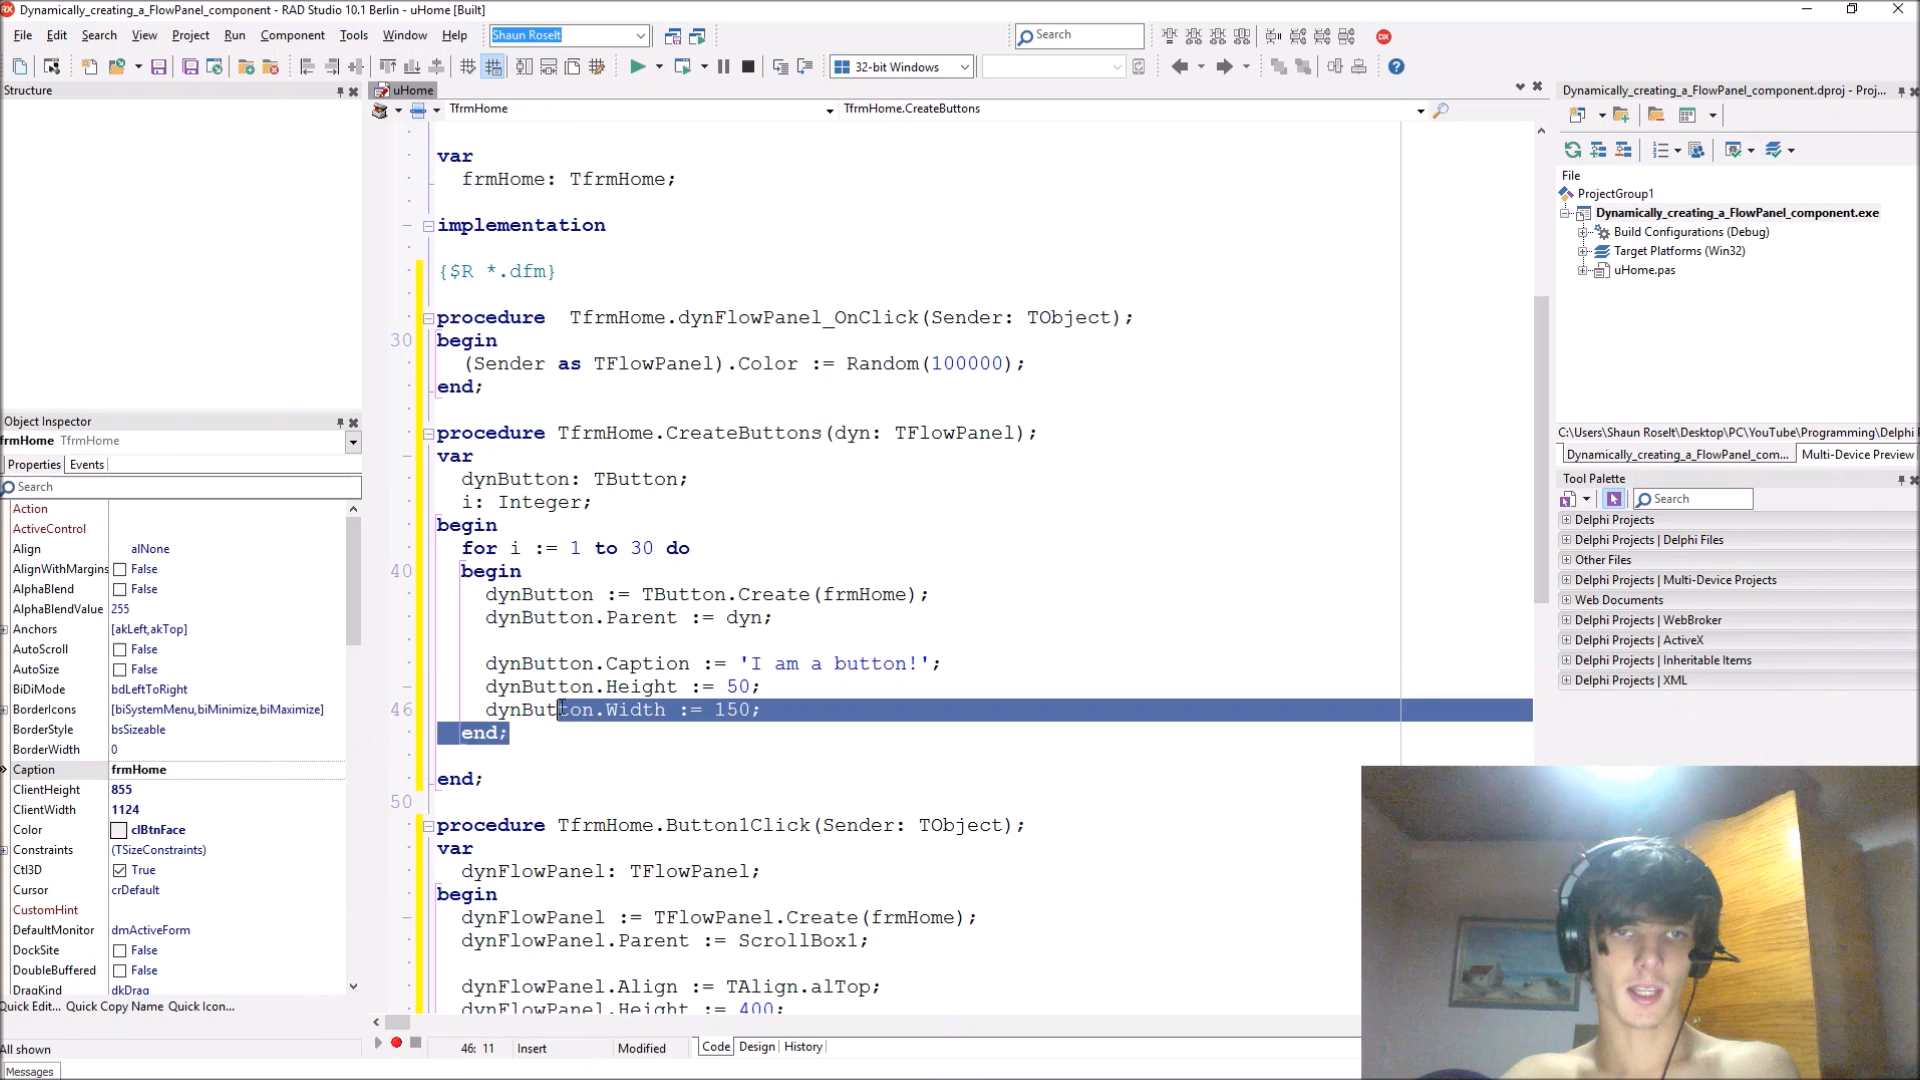 Dynamically_creating_a_FlowPanel_component - RAD Studio 10.1 Berlin - uHome [Built]
File Edit Search View Project Run Component Tools Window Help
Shaun Roselt
Search
32-bit Windows
Structure
uHome
TfrmHome
TfrmHome.CreateButtons
var
frmHome: TfrmHome;
implementation
{$R *.dfm}
procedure  TfrmHome.dynFlowPanel_OnClick(Sender: TObject);
30
begin
(Sender as TFlowPanel).Color := Random(100000);
end;
procedure TfrmHome.CreateButtons(dyn: TFlowPanel);
var
dynButton: TButton;
i: Integer;
begin
for i := 1 to 30 do
40
begin
dynButton := TButton.Create(frmHome);
dynButton.Parent := dyn;
dynButton.Caption := 'I am a button!';
dynButton.Height := 50;
46
dynButton.Width := 150;
end;
end;
50
procedure TfrmHome.Button1Click(Sender: TObject);
var
dynFlowPanel: TFlowPanel;
begin
dynFlowPanel := TFlowPanel.Create(frmHome);
dynFlowPanel.Parent := ScrollBox1;
dynFlowPanel.Align := TAlign.alTop;
dynFlowPanel.Height := 400;
46: 11
Insert
Modified
Code Design History
Object Inspector
frmHome TfrmHome
Properties Events
Search
Action
ActiveControl
Align alNone
AlignWithMargins False
AlphaBlend False
AlphaBlendValue 255
Anchors [akLeft,akTop]
AutoScroll False
AutoSize False
BiDiMode bdLeftToRight
BorderIcons [biSystemMenu,biMinimize,biMaximize]
BorderStyle bsSizeable
BorderWidth 0
Caption frmHome
ClientHeight 855
ClientWidth 1124
Color clBtnFace
Constraints (TSizeConstraints)
Ctl3D True
Cursor crDefault
CustomHint
DefaultMonitor dmActiveForm
DockSite False
DoubleBuffered False
DragKind dkDrag
Quick Edit... Quick Copy Name Quick Icon...
All shown
Messages
Dynamically_creating_a_FlowPanel_component.dproj - Proj...
File
ProjectGroup1
Dynamically_creating_a_FlowPanel_component.exe
Build Configurations (Debug)
Target Platforms (Win32)
uHome.pas
C:\Users\Shaun Roselt\Desktop\PC\YouTube\Programming\Delphi
Dynamically_creating_a_FlowPanel_com...
Multi-Device Preview
Tool Palette
Search
Delphi Projects
Delphi Projects | Delphi Files
Other Files
Delphi Projects | Multi-Device Projects
Web Documents
Delphi Projects | WebBroker
Delphi Projects | ActiveX
Delphi Projects | Inheritable Items
Delphi Projects | XML